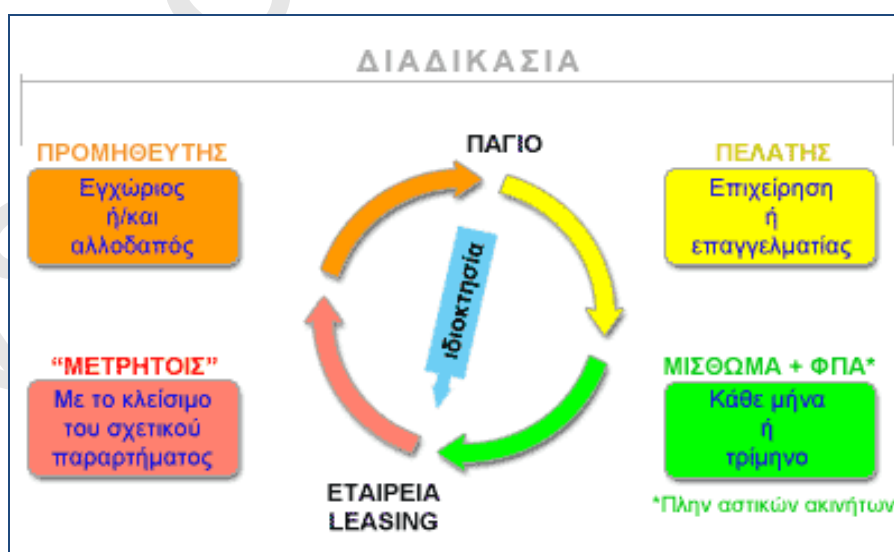 ΔΙΑΔΙΚΑΣΙΑ
ΠΑΓΙΟ
ΠΡΟΜΗΘΕΥΤΗΣ
Εγχώριος
ή/και
αλλοδαπός
ΠΕΛΑΤΗΣ
Επιχείρηση
ή
επαγγελματίας
ιδιοκτησία
“ΜΕΤΡΗΤΟΙΣ”
Με το κλείσιμο
του σχετικού
παραρτήματος
ΜΙΣΘΩΜΑ + ΦΠΑ*
Κάθε μήνα
ή
τρίμηνο
ΕΤΑΙΡΕΙΑ
LEASING
*Πλην αστικών ακινήτων